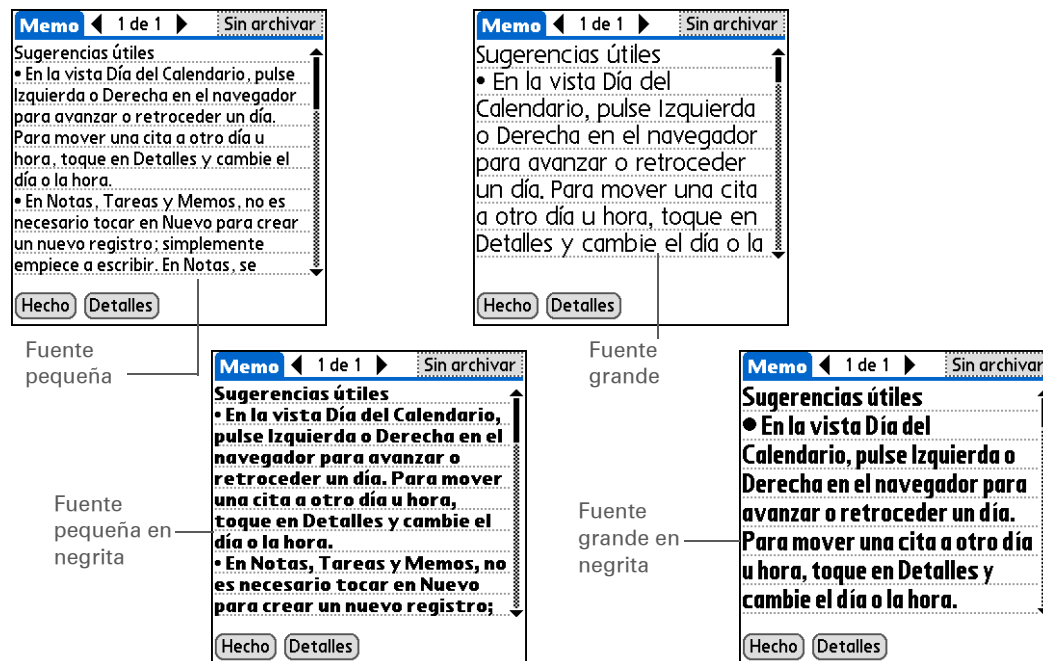 Memo 1 de 1 Sin archivar
Sugerencias útiles
• En la vista Día del Calendario, pulse
Izquierda o Derecha en el navegador
para avanzar o retroceder un día.
Para mover una cita a otro día u
hora, toque en Detalles y cambie el
día o la hora.
• En Notas, Tareas y Memos, no es
necesario tocar en Nuevo para crear
un nuevo registro; simplemente
empiece a escribir. En Notas, se
Hecho Detalles
Fuente
pequeña
Memo 1 de 1 Sin archivar
Sugerencias útiles
• En la vista Día del
Calendario, pulse Izquierda
o Derecha en el navegador
para avanzar o retroceder
un día. Para mover una cita
a otro día u hora, toque en
Detalles y cambie el día o la
Hecho Detalles
Fuente
grande
Memo 1 de 1 Sin archivar
Sugerencias útiles
• En la vista Día del Calendario,
pulse Izquierda o Derecha en el
navegador para avanzar o
retroceder un día. Para mover
una cita a otro día u hora,
toque en Detalles y cambie el
día o la hora.
• En Notas, Tareas y Memos, no
es necesario tocar en Nuevo
para crear un nuevo registro;
Hecho Detalles
Fuente
pequeña en
negrita
Memo 1 de 1 Sin archivar
Sugerencias útiles
• En la vista Día del
Calendario, pulse Izquierda o
Derecha en el navegador para
avanzar o retroceder un día.
Para mover una cita a otro día
u hora, toque en Detalles y
cambie el día o la hora.
Hecho Detalles
Fuente
grande en
negrita